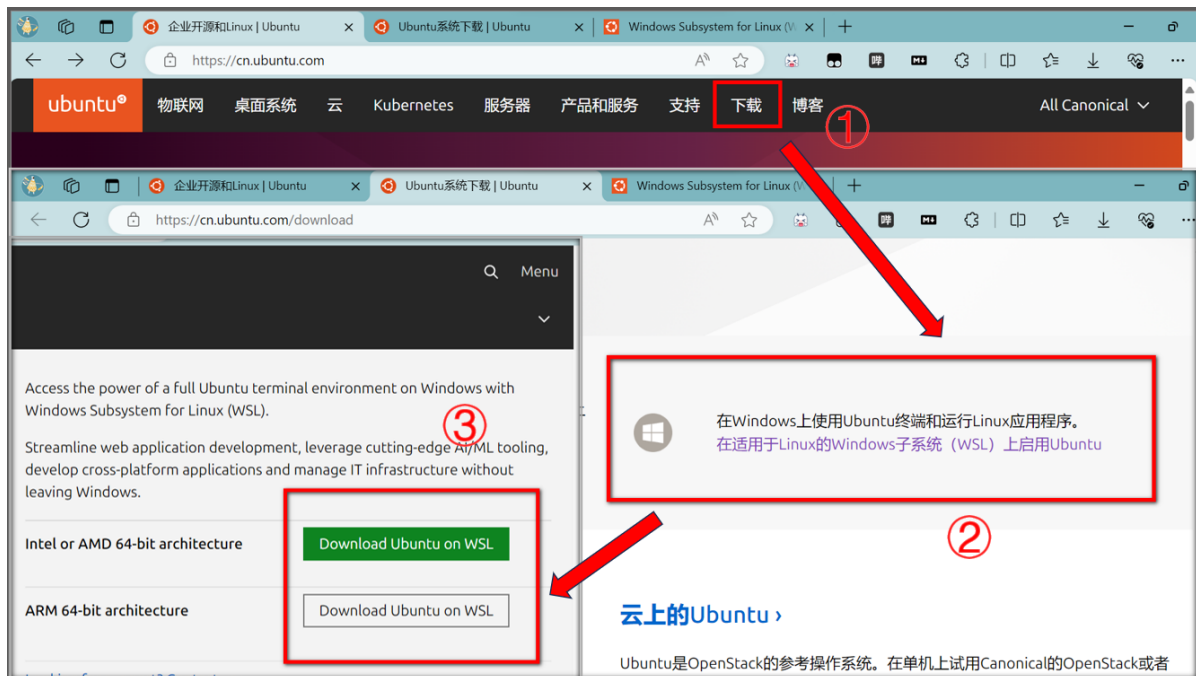 企业开源和Linux | Ubuntu
Ubuntu系统下载 | Ubuntu
Windows Subsystem for Linux (W
https://cn.ubuntu.com
ubuntu® 物联网 桌面系统 云 Kubernetes 服务器 产品和服务 支持 下载 博客 All Canonical
①
企业开源和Linux | Ubuntu
Ubuntu系统下载 | Ubuntu
Windows Subsystem for Linux (W
https://cn.ubuntu.com/download
Menu
Access the power of a full Ubuntu terminal environment on Windows with
Windows Subsystem for Linux (WSL).
③
Streamline web application development, leverage cutting-edge AI/ML tooling,
develop cross-platform applications and manage IT infrastructure without
leaving Windows.
Intel or AMD 64-bit architecture Download Ubuntu on WSL
ARM 64-bit architecture Download Ubuntu on WSL
在Windows上使用Ubuntu终端和运行Linux应用程序。
在适用于Linux的Windows子系统（WSL）上启用Ubuntu
②
云上的Ubuntu ›
Ubuntu是OpenStack的参考操作系统。在单机上试用Canonical的OpenStack或者